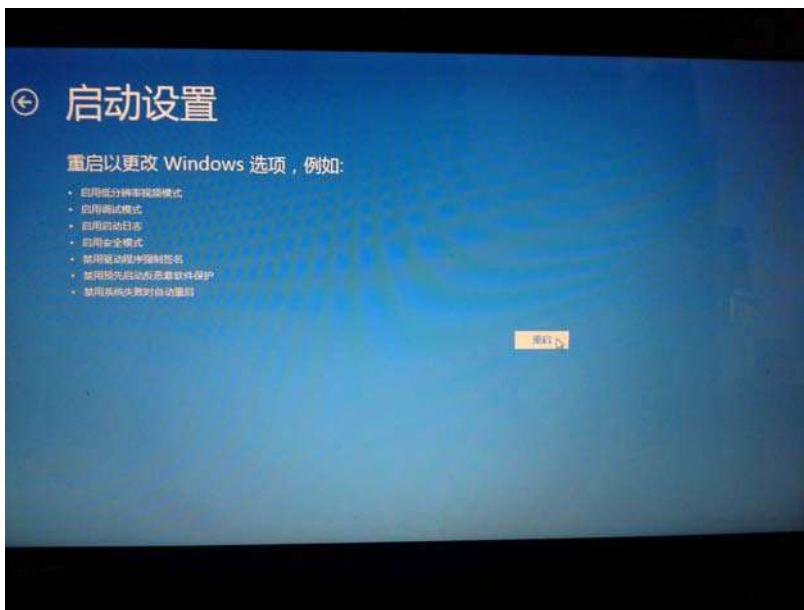 启动设置
重启以更改 Windows 选项，例如:
• 启用低分辨率视频模式
• 启用调试模式
• 启用启动日志
• 启用安全模式
• 禁用驱动程序强制签名
• 禁用预先启动反恶意软件保护
• 禁用系统失败时自动重启
重启